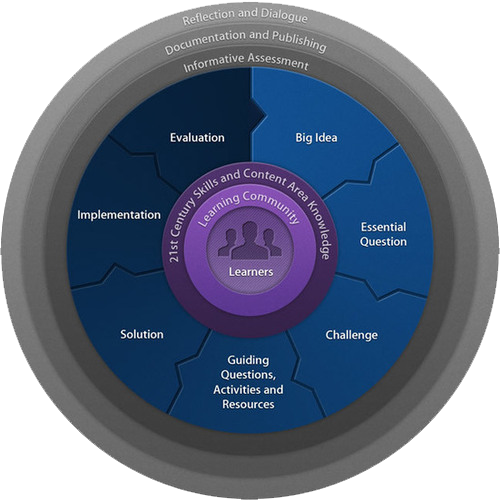 Reflection and Dialogue
Documentation and Publishing
Informative Assessment
Evaluation
Big Idea
21st Century Skills and Content Area Knowledge
Learning Community
Implementation
Essential
Question
Learners
Solution
Challenge
Guiding
Questions,
Activities and
Resources